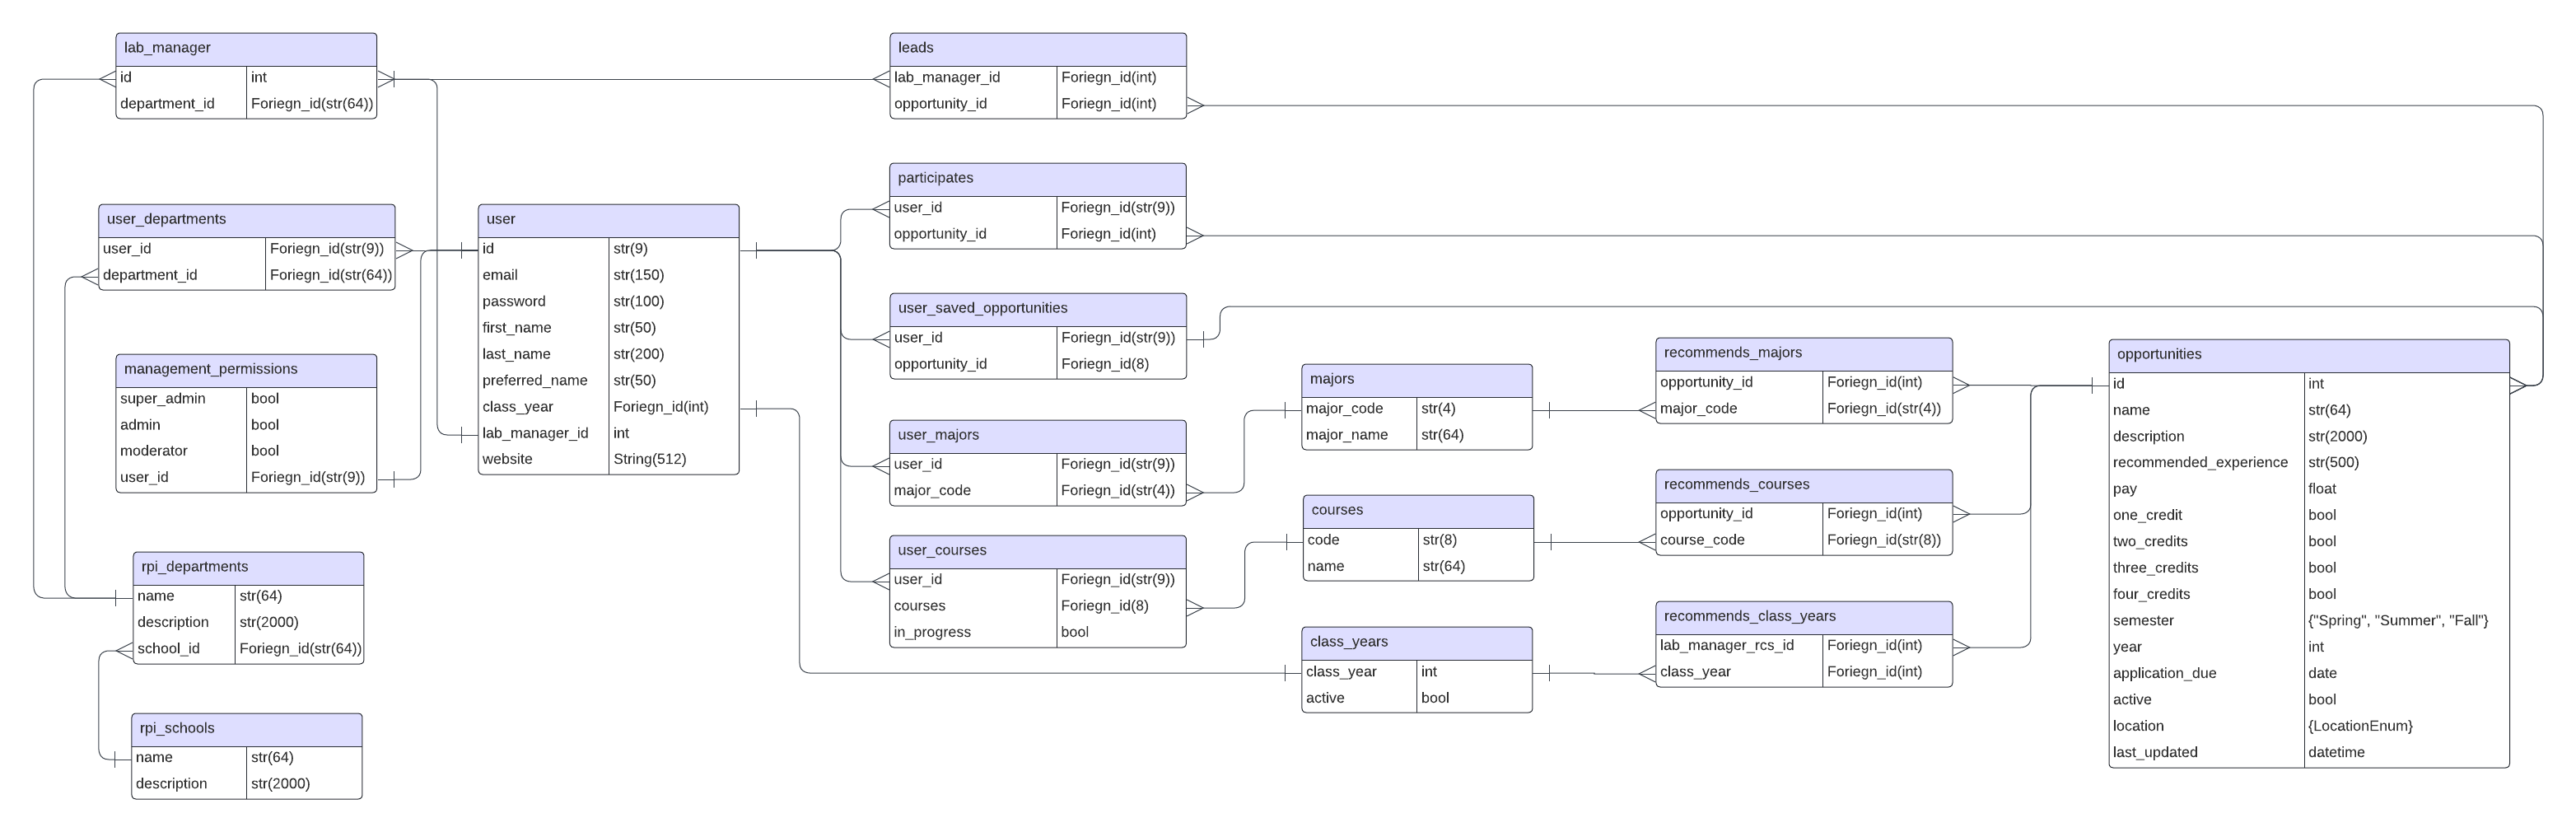 lab_manager
id int
department_id Foriegn_id(str(64))
leads
lab_manager_id Foriegn_id(int)
opportunity_id Foriegn_id(int)
participates
user_id Foriegn_id(str(9))
opportunity_id Foriegn_id(int)
user_departments
user_id Foriegn_id(str(9))
department_id Foriegn_id(str(64))
user
id str(9)
email str(150)
password str(100)
first_name str(50)
last_name str(200)
preferred_name str(50)
class_year Foriegn_id(int)
lab_manager_id int
website String(512)
user_saved_opportunities
user_id Foriegn_id(str(9))
opportunity_id Foriegn_id(8)
management_permissions
super_admin bool
admin bool
moderator bool
user_id Foriegn_id(str(9))
user_majors
user_id Foriegn_id(str(9))
major_code Foriegn_id(str(4))
majors
major_code str(4)
major_name str(64)
recommends_majors
opportunity_id Foriegn_id(int)
major_code Foriegn_id(str(4))
opportunities
id int
name str(64)
description str(2000)
recommended_experience str(500)
pay float
one_credit bool
two_credits bool
three_credits bool
four_credits bool
semester {"Spring", "Summer", "Fall"}
year int
application_due date
active bool
location {LocationEnum}
last_updated datetime
courses
code str(8)
name str(64)
recommends_courses
opportunity_id Foriegn_id(int)
course_code Foriegn_id(str(8))
user_courses
user_id Foriegn_id(str(9))
courses Foriegn_id(8)
in_progress bool
rpi_departments
name str(64)
description str(2000)
school_id Foriegn_id(str(64))
class_years
class_year int
active bool
recommends_class_years
lab_manager_rcs_id Foriegn_id(int)
class_year Foriegn_id(int)
rpi_schools
name str(64)
description str(2000)